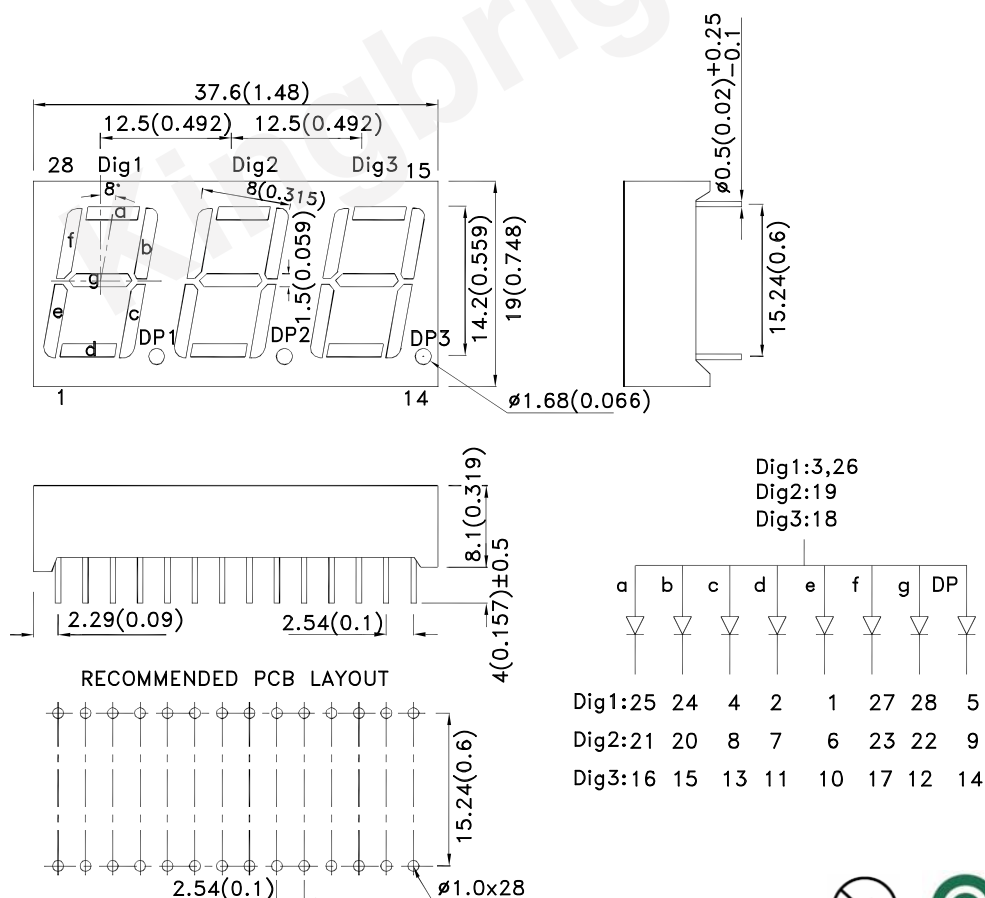 Kingbrig
37.6(1.48)
12.5(0.492) 12.5(0.492)
28 Dig1 Dig2 Dig3 15
8°
8(0.315)
a
f
b
g
e
c
d
DP1 DP2 DP3
1.5(0.059)
14.2(0.559)
19(0.748)
1 14
ø1.68(0.066)
ø0.5(0.02)+0.25
-0.1
15.24(0.6)
8.1(0.319)
4(0.157)±0.5
2.29(0.09) 2.54(0.1)
Dig1:3,26
Dig2:19
Dig3:18
a b c d e f g DP
Dig1:25 24 4 2 1 27 28 5
Dig2:21 20 8 7 6 23 22 9
Dig3:16 15 13 11 10 17 12 14
RECOMMENDED PCB LAYOUT
15.24(0.6)
2.54(0.1)
ø1.0x28